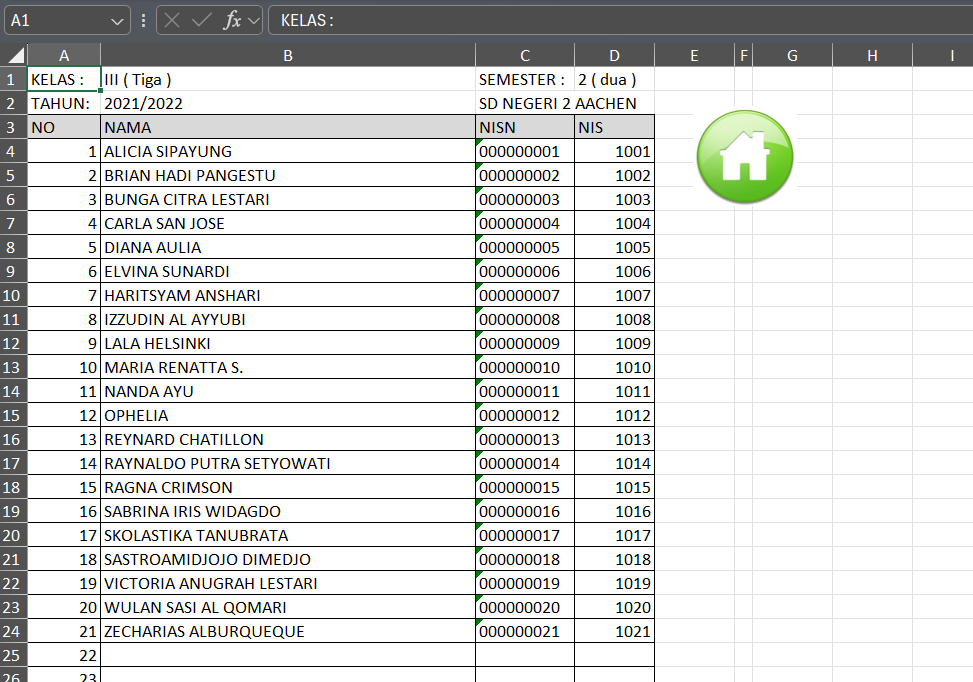 A1 fx KELAS :
A B C D E F G H I
1 KELAS : III ( Tiga ) SEMESTER : 2 ( dua )
2 TAHUN: 2021/2022 SD NEGERI 2 AACHEN
3 NO NAMA NISN NIS
4 1 ALICIA SIPAYUNG 000000001 1001
5 2 BRIAN HADI PANGESTU 000000002 1002
6 3 BUNGA CITRA LESTARI 000000003 1003
7 4 CARLA SAN JOSE 000000004 1004
8 5 DIANA AULIA 000000005 1005
9 6 ELVINA SUNARDI 000000006 1006
10 7 HARITSYAM ANSHARI 000000007 1007
11 8 IZZUDIN AL AYYUBI 000000008 1008
12 9 LALA HELSINKI 000000009 1009
13 10 MARIA RENATTA S. 000000010 1010
14 11 NANDA AYU 000000011 1011
15 12 OPHELIA 000000012 1012
16 13 REYNARD CHATILLON 000000013 1013
17 14 RAYNALDO PUTRA SETYOWATI 000000014 1014
18 15 RAGNA CRIMSON 000000015 1015
19 16 SABRINA IRIS WIDAGDO 000000016 1016
20 17 SKOLASTIKA TANUBRATA 000000017 1017
21 18 SASTROAMIDJOJO DIMEDJO 000000018 1018
22 19 VICTORIA ANUGRAH LESTARI 000000019 1019
23 20 WULAN SASI AL QOMARI 000000020 1020
24 21 ZECHARIAS ALBURQUEQUE 000000021 1021
25 22
26 23